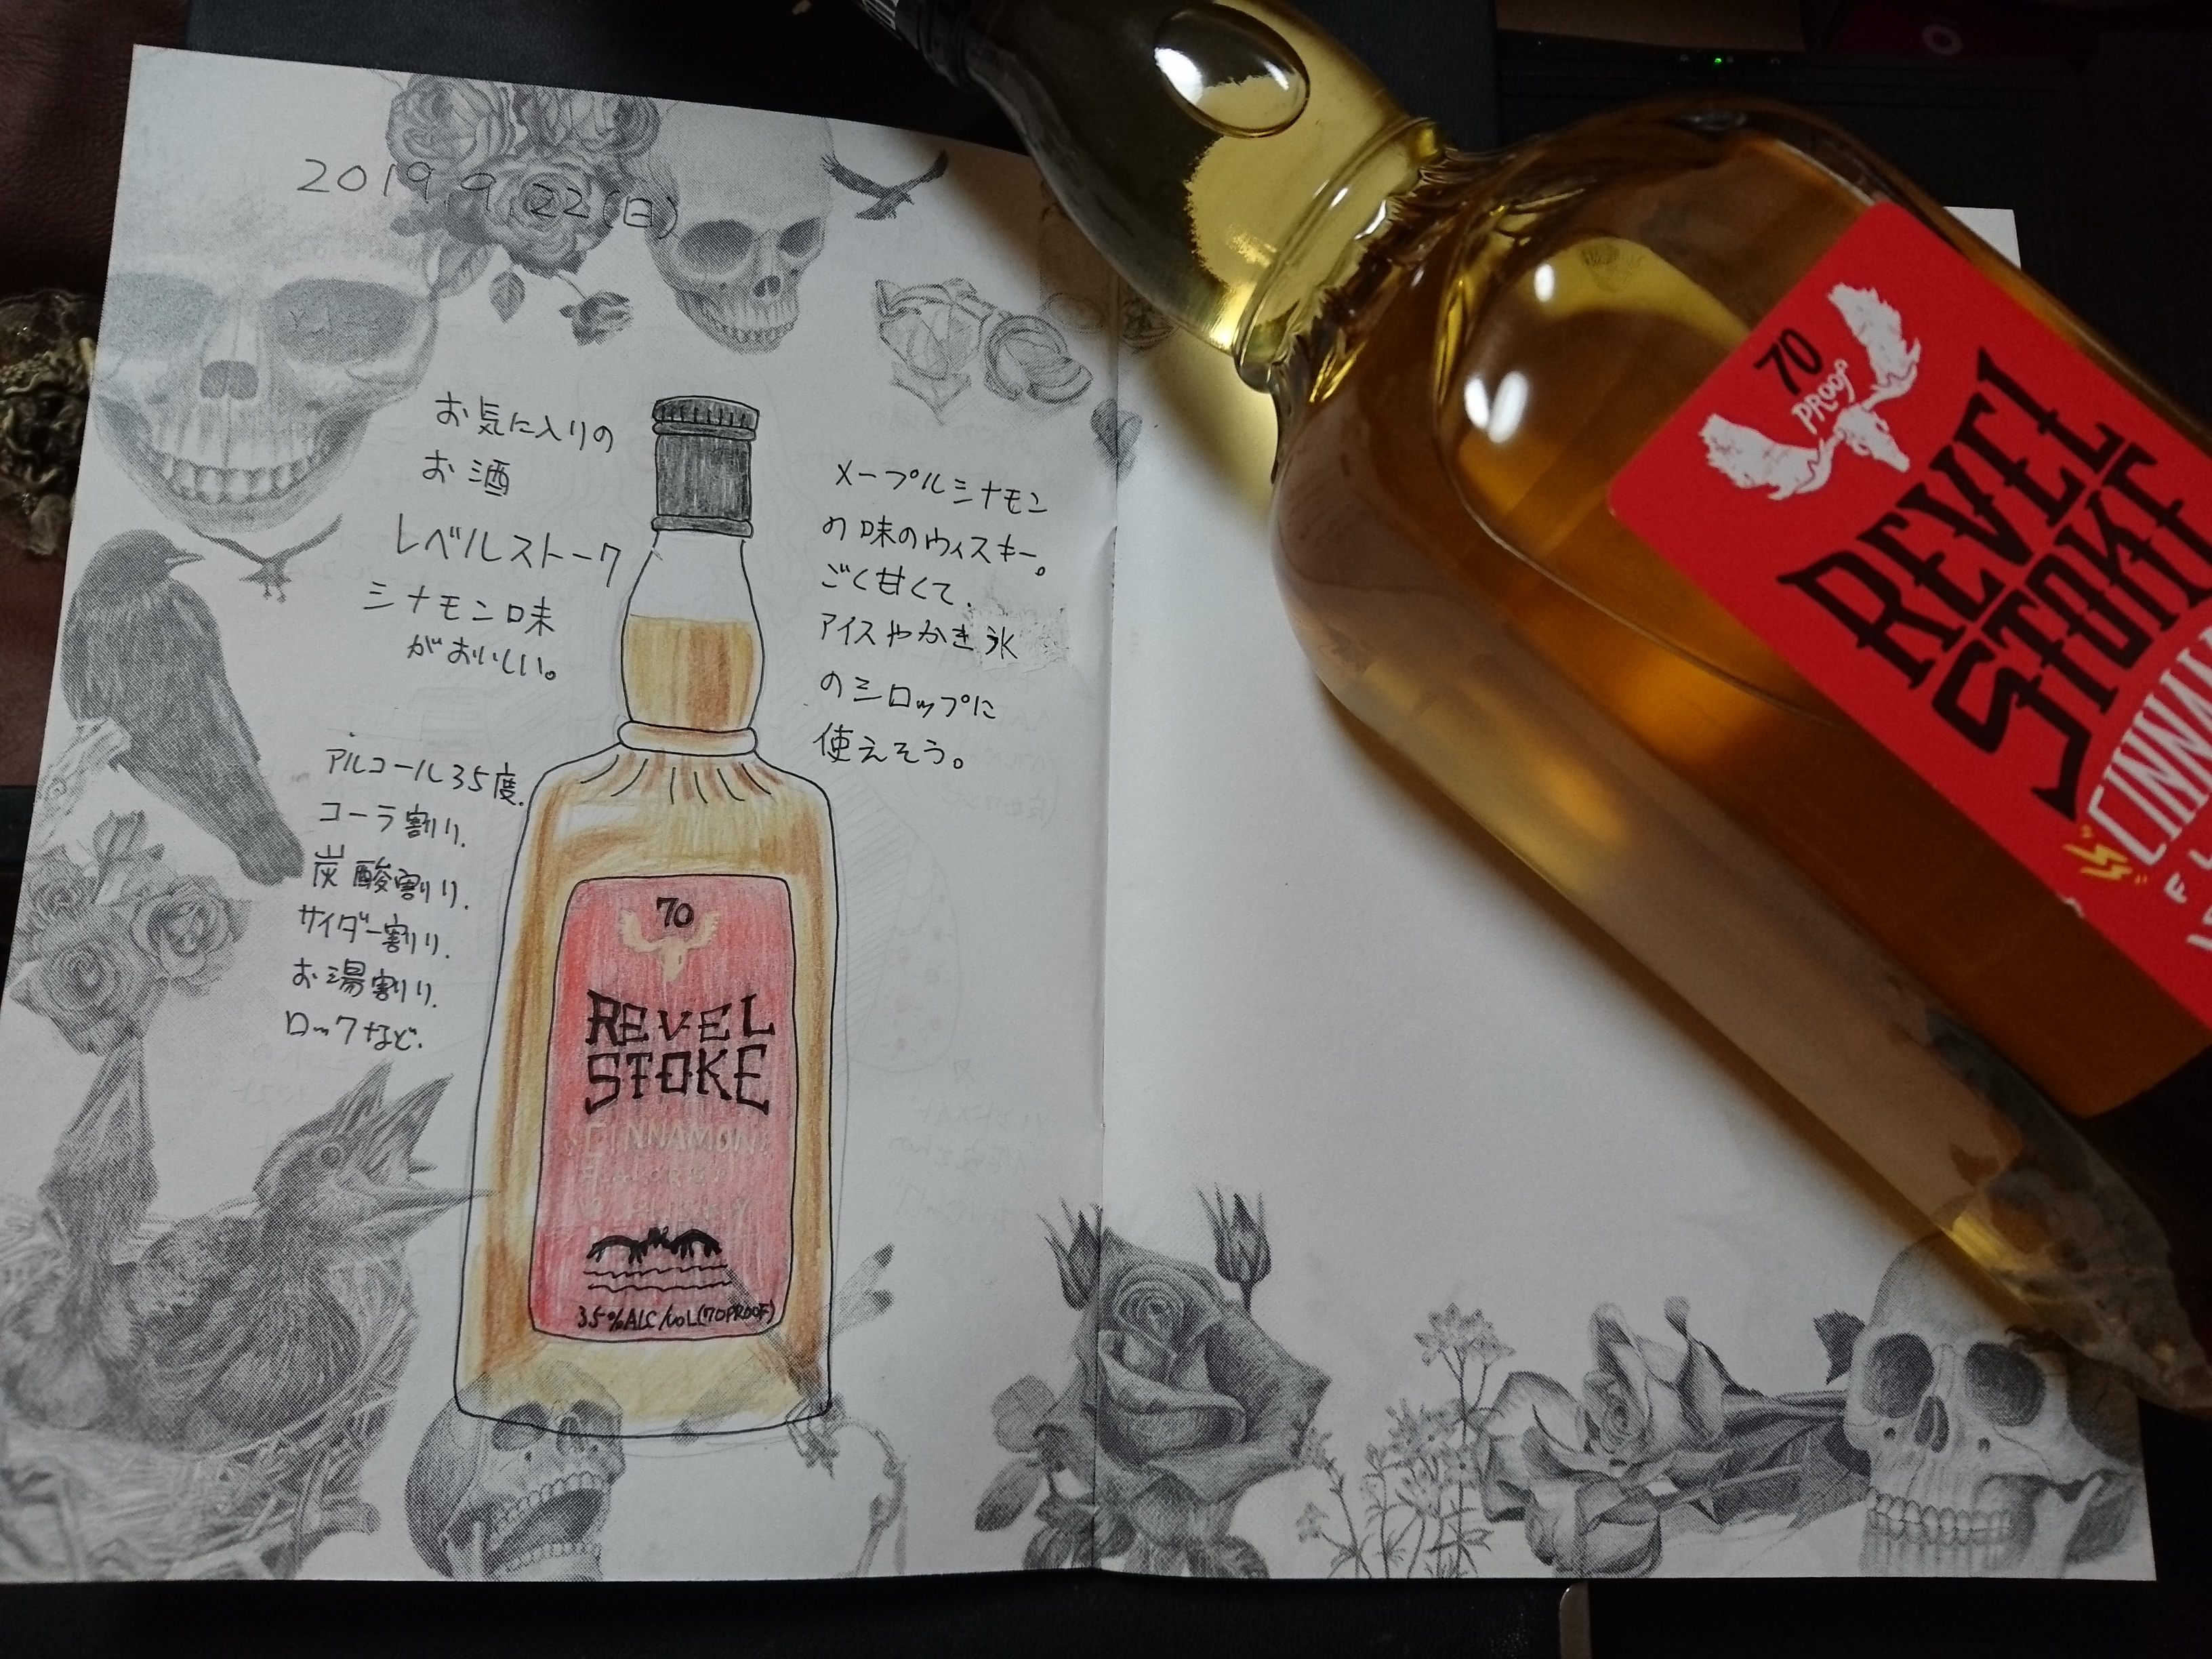 2019.9.22(日)
お気に入りの
お酒
レベルストーク
シナモン味
がおいしい。
アルコール35度.
コーラ割り.
炭酸割り.
サイダー割り.
お湯割り.
ロックなど.
メープルシナモン
の味のウィスキー。
ごく甘くて.
アイスやかき氷
のシロップに
使えそう。
70
REVEL
STOKE
CINNAMON
35%ALC/VOL(70PROOF)
70
PROOF
REVEL
STOKE